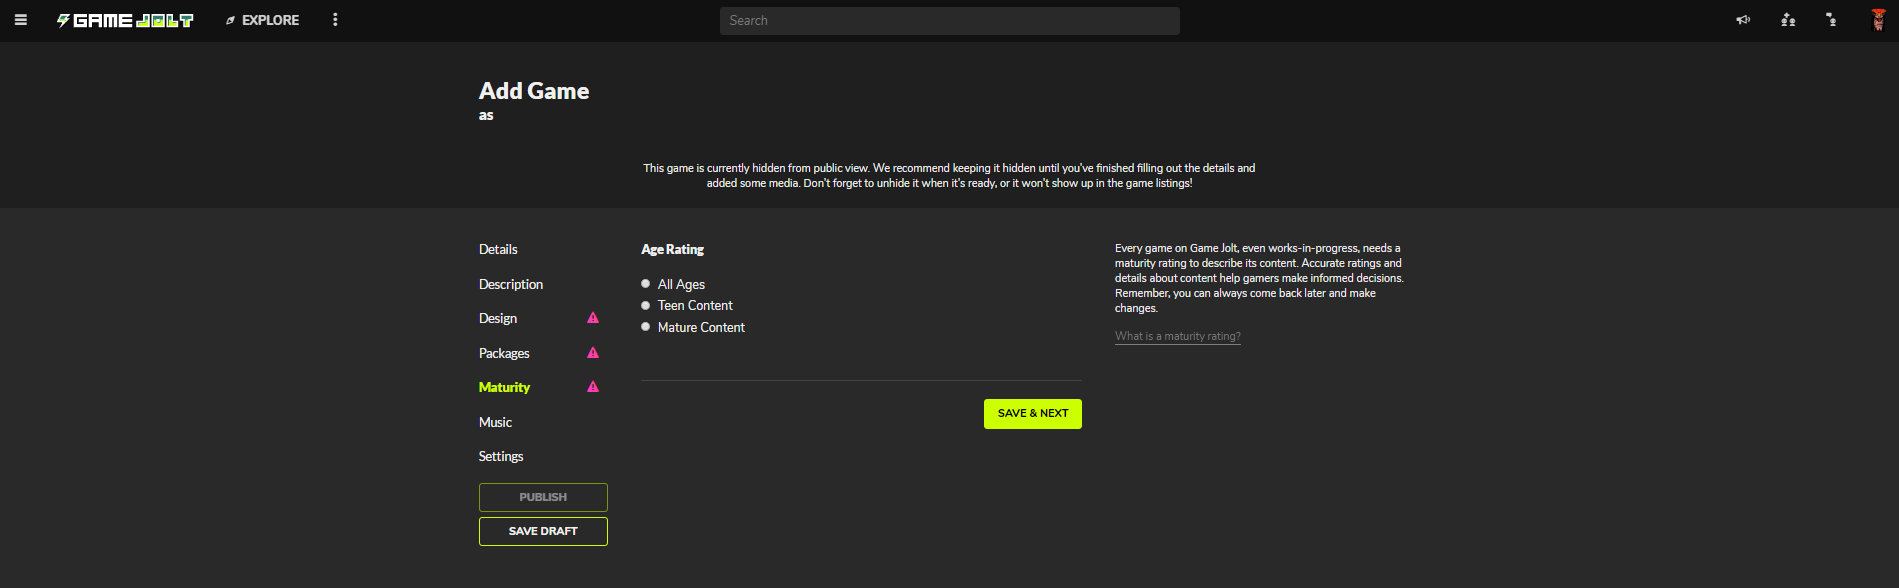 GAME JOLT
EXPLORE
Search
Add Game
as
This game is currently hidden from public view. We recommend keeping it hidden until you've finished filling out the details and
added some media. Don't forget to unhide it when it's ready, or it won't show up in the game listings!
Details
Description
Design
Packages
Maturity
Music
Settings
PUBLISH
SAVE DRAFT
Age Rating
All Ages
Teen Content
Mature Content
SAVE & NEXT
Every game on Game Jolt, even works-in-progress, needs a
maturity rating to describe its content. Accurate ratings and
details about content help gamers make informed decisions.
Remember, you can always come back later and make
changes.
What is a maturity rating?